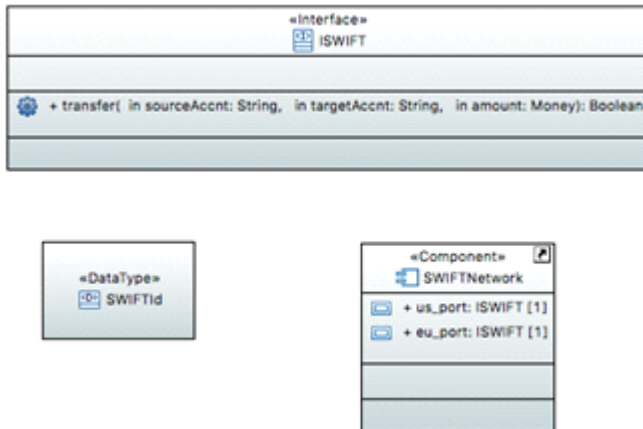 «Interface»
ISWIFT
+ transfer( in sourceAccnt: String, in targetAccnt: String, in amount: Money): Boolean
«DataType»
SWIFTId
«Component»
SWIFTNetwork
+ us_port: ISWIFT [1]
+ eu_port: ISWIFT [1]